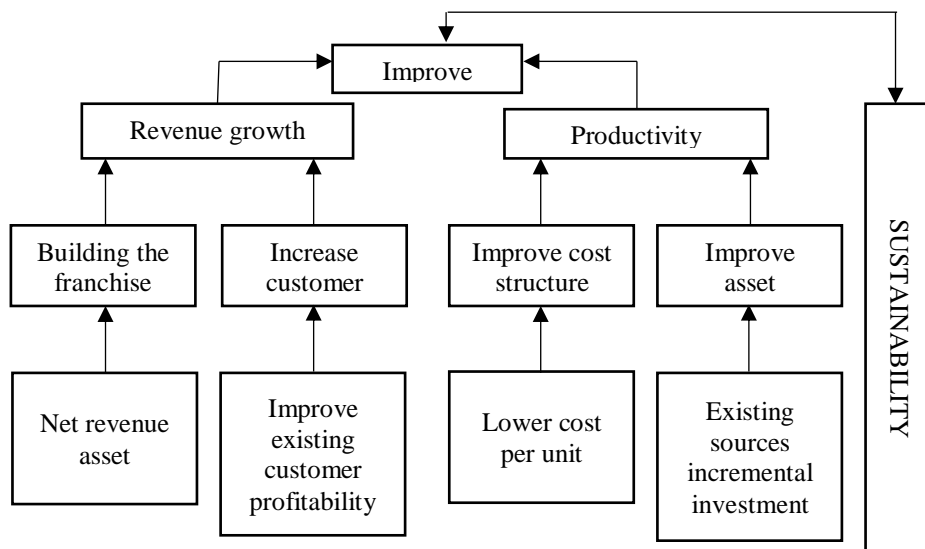 Improve
Revenue growth
Productivity
Building the
franchise
Increase
customer
Improve cost
structure
Improve
asset
Net revenue
asset
Improve
existing
customer
profitability
Lower cost
per unit
Existing
sources
incremental
investment
SUSTAINABILITY